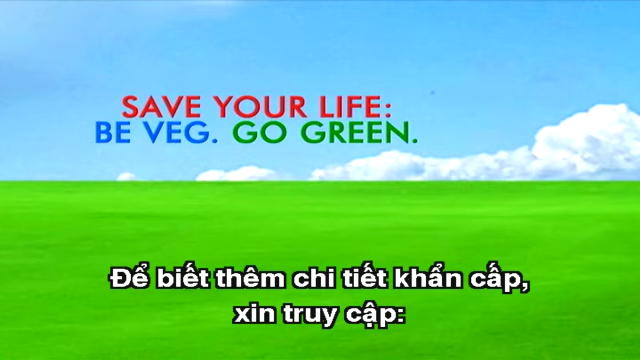 SAVE YOUR LIFE:
BE VEG. GO GREEN.
Để biết thêm chi tiết khẩn cấp,
xin truy cập: